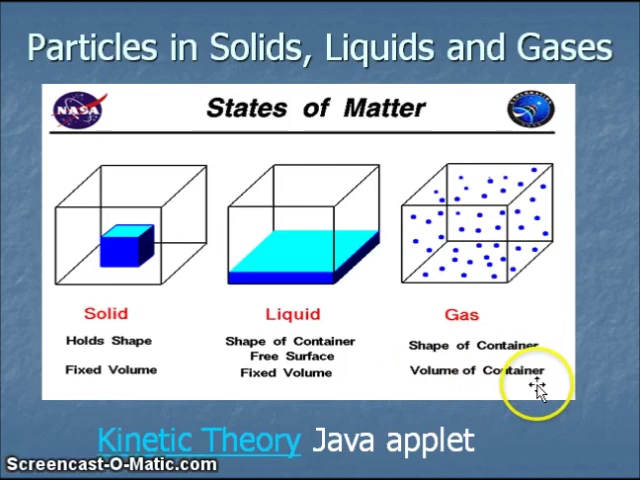 Particles in Solids, Liquids and Gases
NASA
States of Matter
Solid
Holds Shape
Fixed Volume
Liquid
Shape of Container
Free Surface
Fixed Volume
Gas
Shape of Container
Volume of Container
Kinetic Theory Java applet
Screencast-O-Matic.com